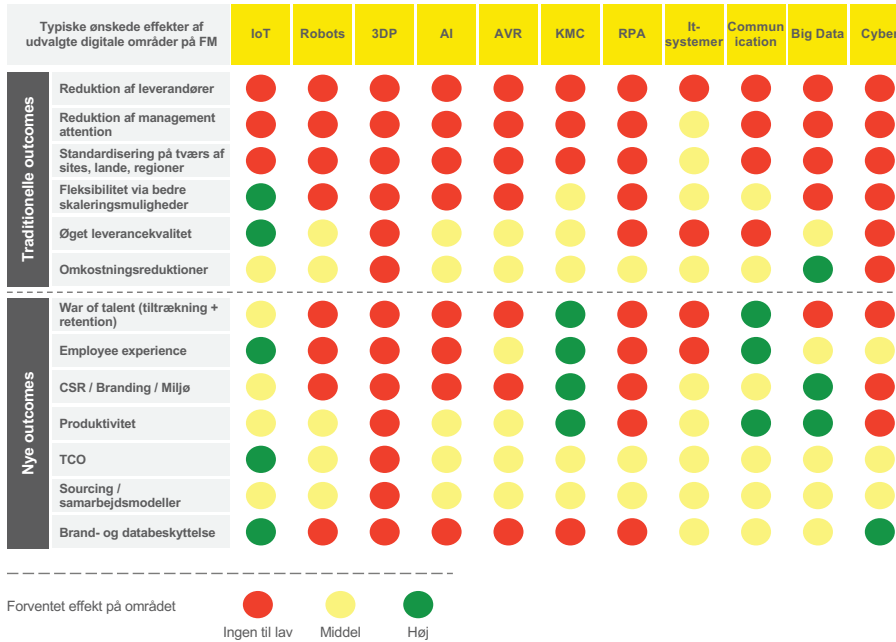 Typiske ønskede effekter af
udvalgte digitale områder på FM
IoT
Robots
3DP
AI
AVR
KMC
RPA
It-
systemer
Commun
ication
Big Data
Cyber
Traditionelle outcomes
Reduktion af leverandører
Reduktion af management
attention
Standardisering på tværs af
sites, lande, regioner
Fleksibilitet via bedre
skaleringsmuligheder
Øget leverancekvalitet
Omkostningsreduktioner
Nye outcomes
War of talent (tiltrækning +
retention)
Employee experience
CSR / Branding / Miljø
Produktivitet
TCO
Sourcing /
samarbejdsmodeller
Brand- og databeskyttelse
Forventet effekt på området
Ingen til lav
Middel
Høj